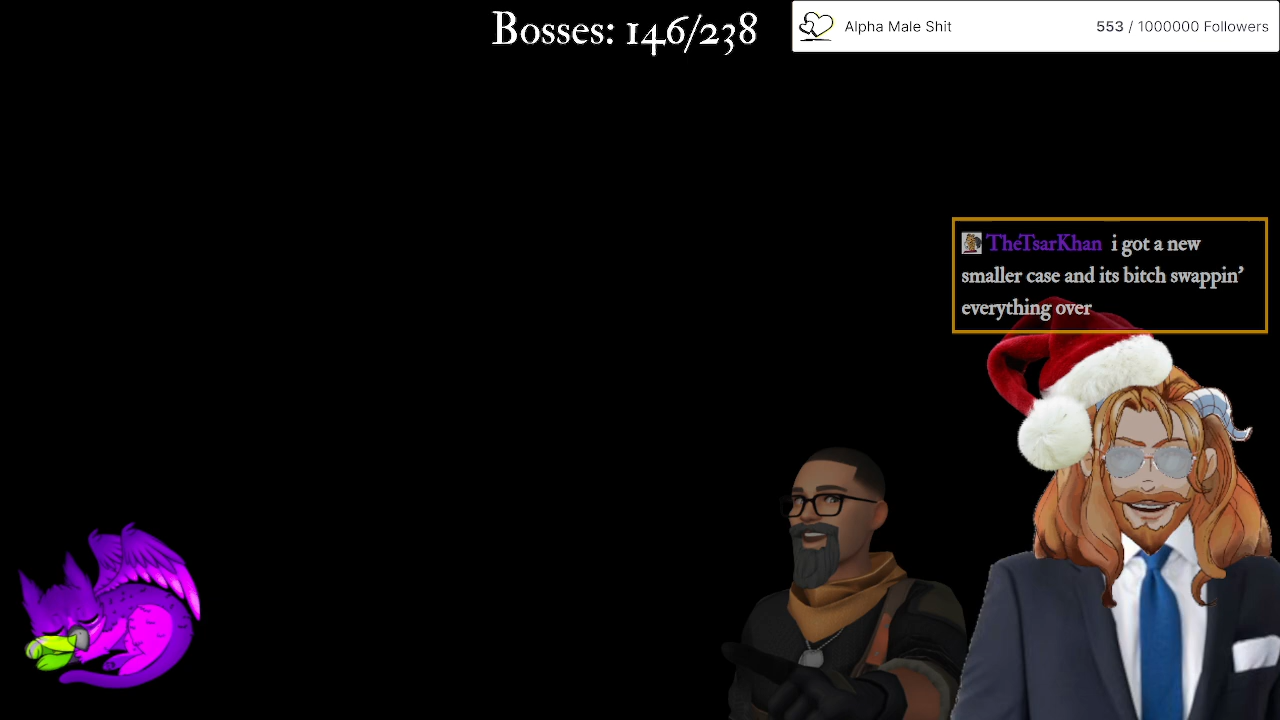 Bosses: 146/238
Alpha Male Shit 553 / 1000000 Followers
TheTsarKhan i got a new
smaller case and its bitch swappin'
everything over